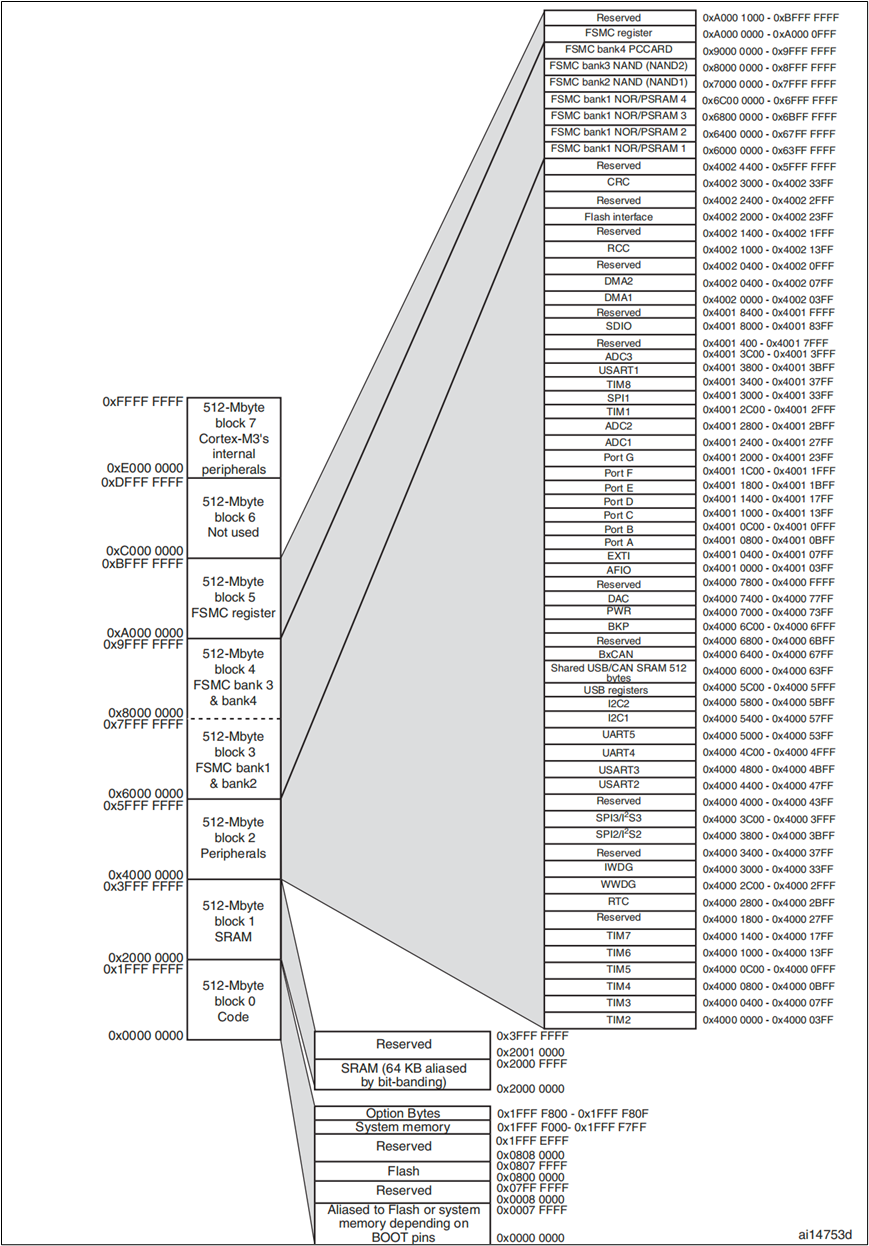 Reserved 0xA000 1000 - 0xBFFF FFFF
FSMC register 0xA000 0000 - 0xA000 0FFF
FSMC bank4 PCCARD 0x9000 0000 - 0x9FFF FFFF
FSMC bank3 NAND (NAND2) 0x8000 0000 - 0x8FFF FFFF
FSMC bank2 NAND (NAND1) 0x7000 0000 - 0x7FFF FFFF
FSMC bank1 NOR/PSRAM 4 0x6C00 0000 - 0x6FFF FFFF
FSMC bank1 NOR/PSRAM 3 0x6800 0000 - 0x6BFF FFFF
FSMC bank1 NOR/PSRAM 2 0x6400 0000 - 0x67FF FFFF
FSMC bank1 NOR/PSRAM 1 0x6000 0000 - 0x63FF FFFF
Reserved 0x4002 4400 - 0x5FFF FFFF
CRC 0x4002 3000 - 0x4002 33FF
Reserved 0x4002 2400 - 0x4002 2FFF
Flash interface 0x4002 2000 - 0x4002 23FF
Reserved 0x4002 1400 - 0x4002 1FFF
RCC 0x4002 1000 - 0x4002 13FF
Reserved 0x4002 0400 - 0x4002 0FFF
DMA2 0x4002 0400 - 0x4002 07FF
DMA1 0x4002 0000 - 0x4002 03FF
Reserved 0x4001 8400 - 0x4001 FFFF
SDIO 0x4001 8000 - 0x4001 83FF
Reserved 0x4001 400 - 0x4001 7FFF
ADC3 0x4001 3C00 - 0x4001 3FFF
USART1 0x4001 3800 - 0x4001 3BFF
TIM8 0x4001 3400 - 0x4001 37FF
SPI1 0x4001 3000 - 0x4001 33FF
TIM1 0x4001 2C00 - 0x4001 2FFF
ADC2 0x4001 2800 - 0x4001 2BFF
ADC1 0x4001 2400 - 0x4001 27FF
Port G 0x4001 2000 - 0x4001 23FF
Port F 0x4001 1C00 - 0x4001 1FFF
Port E 0x4001 1800 - 0x4001 1BFF
Port D 0x4001 1400 - 0x4001 17FF
Port C 0x4001 1000 - 0x4001 13FF
Port B 0x4001 0C00 - 0x4001 0FFF
Port A 0x4001 0800 - 0x4001 0BFF
EXTI 0x4001 0400 - 0x4001 07FF
AFIO 0x4001 0000 - 0x4001 03FF
Reserved 0x4000 7800 - 0x4000 FFFF
DAC 0x4000 7400 - 0x4000 77FF
PWR 0x4000 7000 - 0x4000 73FF
BKP 0x4000 6C00 - 0x4000 6FFF
Reserved 0x4000 6800 - 0x4000 6BFF
BxCAN 0x4000 6400 - 0x4000 67FF
Shared USB/CAN SRAM 512
bytes 0x4000 6000 - 0x4000 63FF
USB registers 0x4000 5C00 - 0x4000 5FFF
I2C2 0x4000 5800 - 0x4000 5BFF
I2C1 0x4000 5400 - 0x4000 57FF
UART5 0x4000 5000 - 0x4000 53FF
UART4 0x4000 4C00 - 0x4000 4FFF
USART3 0x4000 4800 - 0x4000 4BFF
USART2 0x4000 4400 - 0x4000 47FF
Reserved 0x4000 4000 - 0x4000 43FF
SPI3/I²S3 0x4000 3C00 - 0x4000 3FFF
SPI2/I²S2 0x4000 3800 - 0x4000 3BFF
Reserved 0x4000 3400 - 0x4000 37FF
IWDG 0x4000 3000 - 0x4000 33FF
WWDG 0x4000 2C00 - 0x4000 2FFF
RTC 0x4000 2800 - 0x4000 2BFF
Reserved 0x4000 1800 - 0x4000 27FF
TIM7 0x4000 1400 - 0x4000 17FF
TIM6 0x4000 1000 - 0x4000 13FF
TIM5 0x4000 0C00 - 0x4000 0FFF
TIM4 0x4000 0800 - 0x4000 0BFF
TIM3 0x4000 0400 - 0x4000 07FF
TIM2 0x4000 0000 - 0x4000 03FF
0xFFFF FFFF
512-Mbyte
block 7
Cortex-M3's
internal
peripherals
0xE000 0000
0xDFFF FFFF
512-Mbyte
block 6
Not used
0xC000 0000
0xBFFF FFFF
512-Mbyte
block 5
FSMC register
0xA000 0000
0x9FFF FFFF
512-Mbyte
block 4
FSMC bank 3
& bank4
0x8000 0000
0x7FFF FFFF
512-Mbyte
block 3
FSMC bank1
& bank2
0x6000 0000
0x5FFF FFFF
512-Mbyte
block 2
Peripherals
0x4000 0000
0x3FFF FFFF
512-Mbyte
block 1
SRAM
0x2000 0000
0x1FFF FFFF
512-Mbyte
block 0
Code
0x0000 0000
0x3FFF FFFF
Reserved
0x2001 0000
0x2000 FFFF
SRAM (64 KB aliased
by bit-banding)
0x2000 0000
Option Bytes 0x1FFF F800 - 0x1FFF F80F
System memory 0x1FFF F000- 0x1FFF F7FF
0x1FFF EFFF
Reserved
0x0808 0000
0x0807 FFFF
Flash
0x0800 0000
0x07FF FFFF
Reserved
0x0008 0000
0x0007 FFFF
Aliased to Flash or system
memory depending on
BOOT pins
0x0000 0000
ai14753d